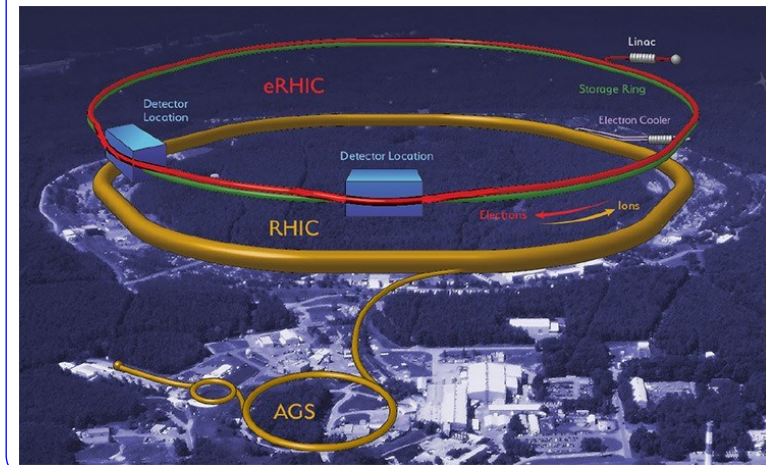 Linac
eRHIC
Storage Ring
Detector
Location
Electron Cooler
Detector Location
Ions
Electrons
RHIC
AGS